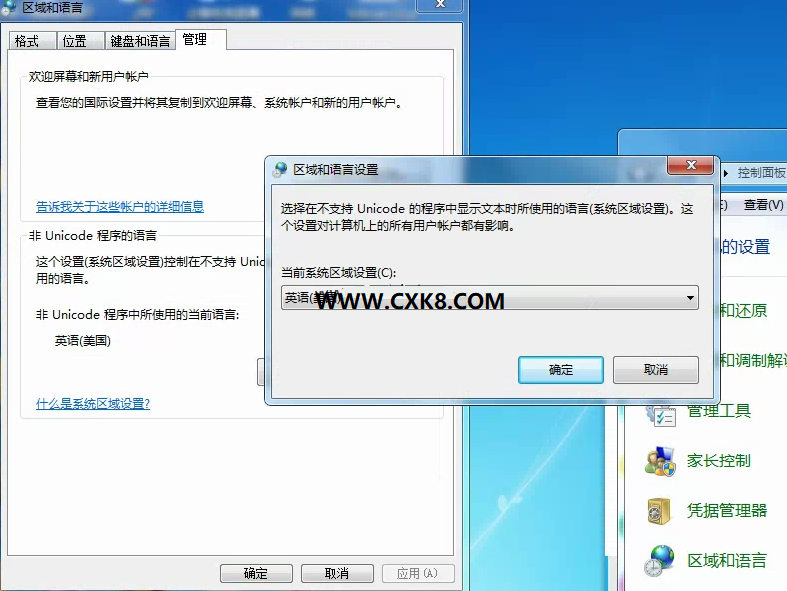 区域和语言
格式 位置 键盘和语言 管理
欢迎屏幕和新用户帐户
查看您的国际设置并将其复制到欢迎屏幕、系统帐户和新的用户帐户。
告诉我关于这些帐户的详细信息
非 Unicode 程序的语言
这个设置(系统区域设置)控制在不支持 Unic
用的语言。
非 Unicode 程序中所使用的当前语言:
英语(美国)
什么是系统区域设置?
确定 取消 应用(A)
区域和语言设置
选择在不支持 Unicode 的程序中显示文本时所使用的语言(系统区域设置)。这
个设置对计算机上的所有用户帐户都有影响。
当前系统区域设置(C):
英语(美国)
WWW.CXK8.COM
确定 取消
控制面板
查看(V)
的设置
和还原
和调制解调
管理工具
家长控制
凭据管理器
区域和语言